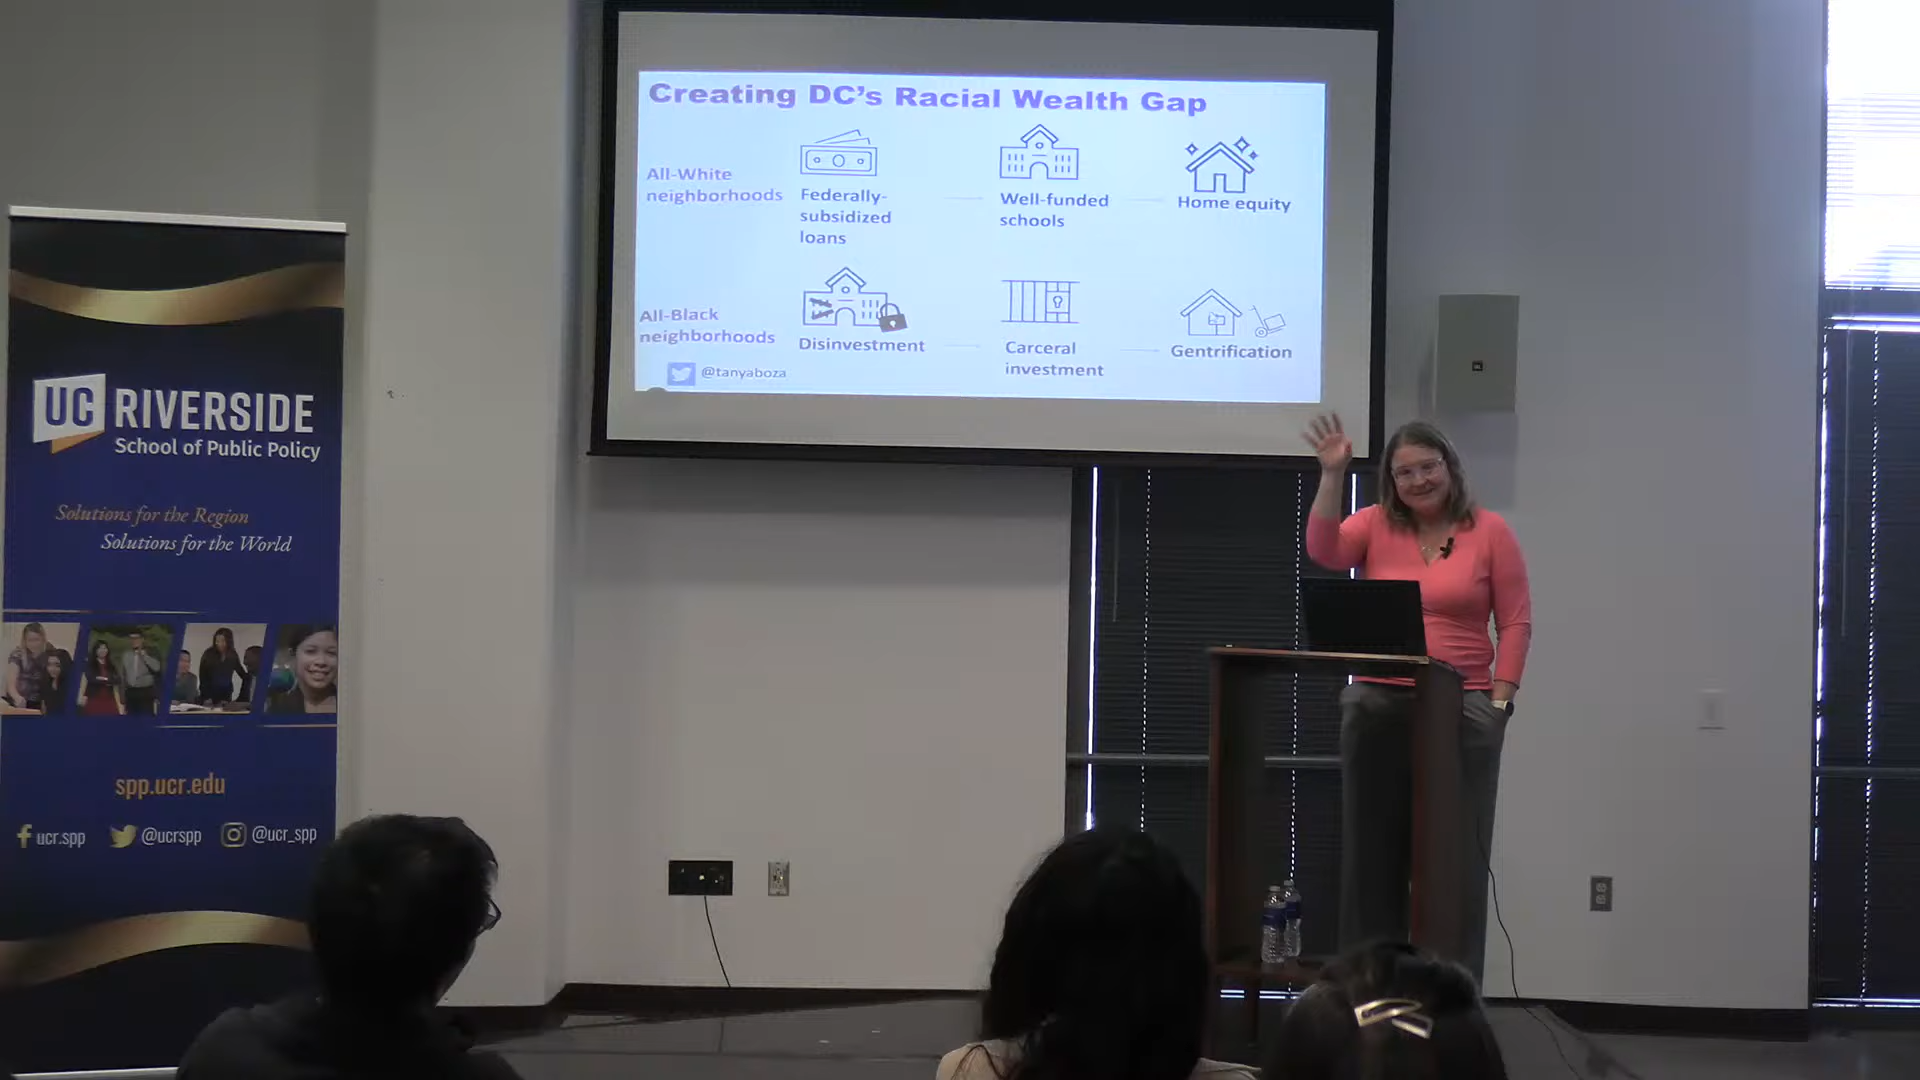 Creating DC's Racial Wealth Gap
All-White
neighborhoods
Federally-
subsidized
loans
Well-funded
schools
Home equity
All-Black
neighborhoods
Disinvestment
Carceral
investment
Gentrification
@tanyaboza
UC RIVERSIDE
School of Public Policy
Solutions for the Region
Solutions for the World
spp.ucr.edu
ucr.spp
@ucrspp
@ucr_spp